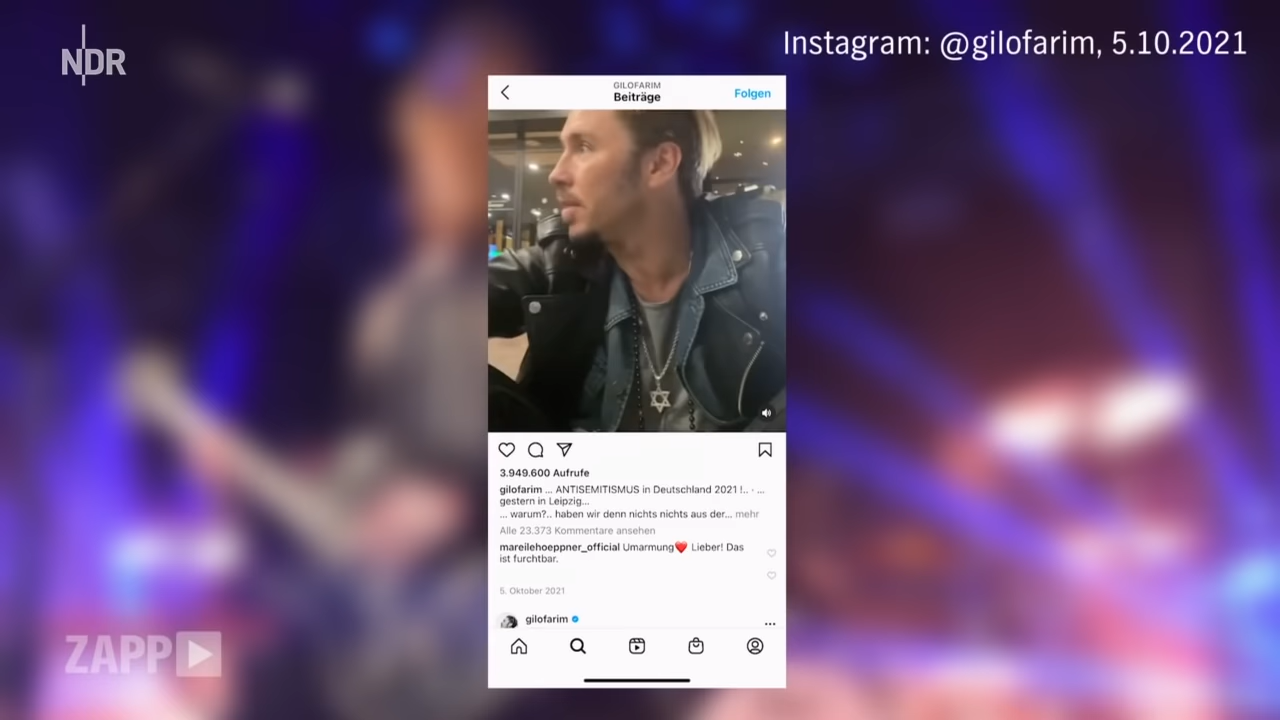 NDR
Instagram: @gilofarim, 5.10.2021
GILOFARIM
Beiträge
Folgen
3.949.600 Aufrufe
gilofarim ... ANTISEMITISMUS in Deutschland 2021 !.. · ...
gestern in Leipzig...
... warum?.. haben wir denn nichts nichts aus der... mehr
Alle 23.373 Kommentare ansehen
mareilehoeppner_official Umarmung❤️ Lieber! Das
ist furchtbar.
5. Oktober 2021
gilofarim
ZAPP